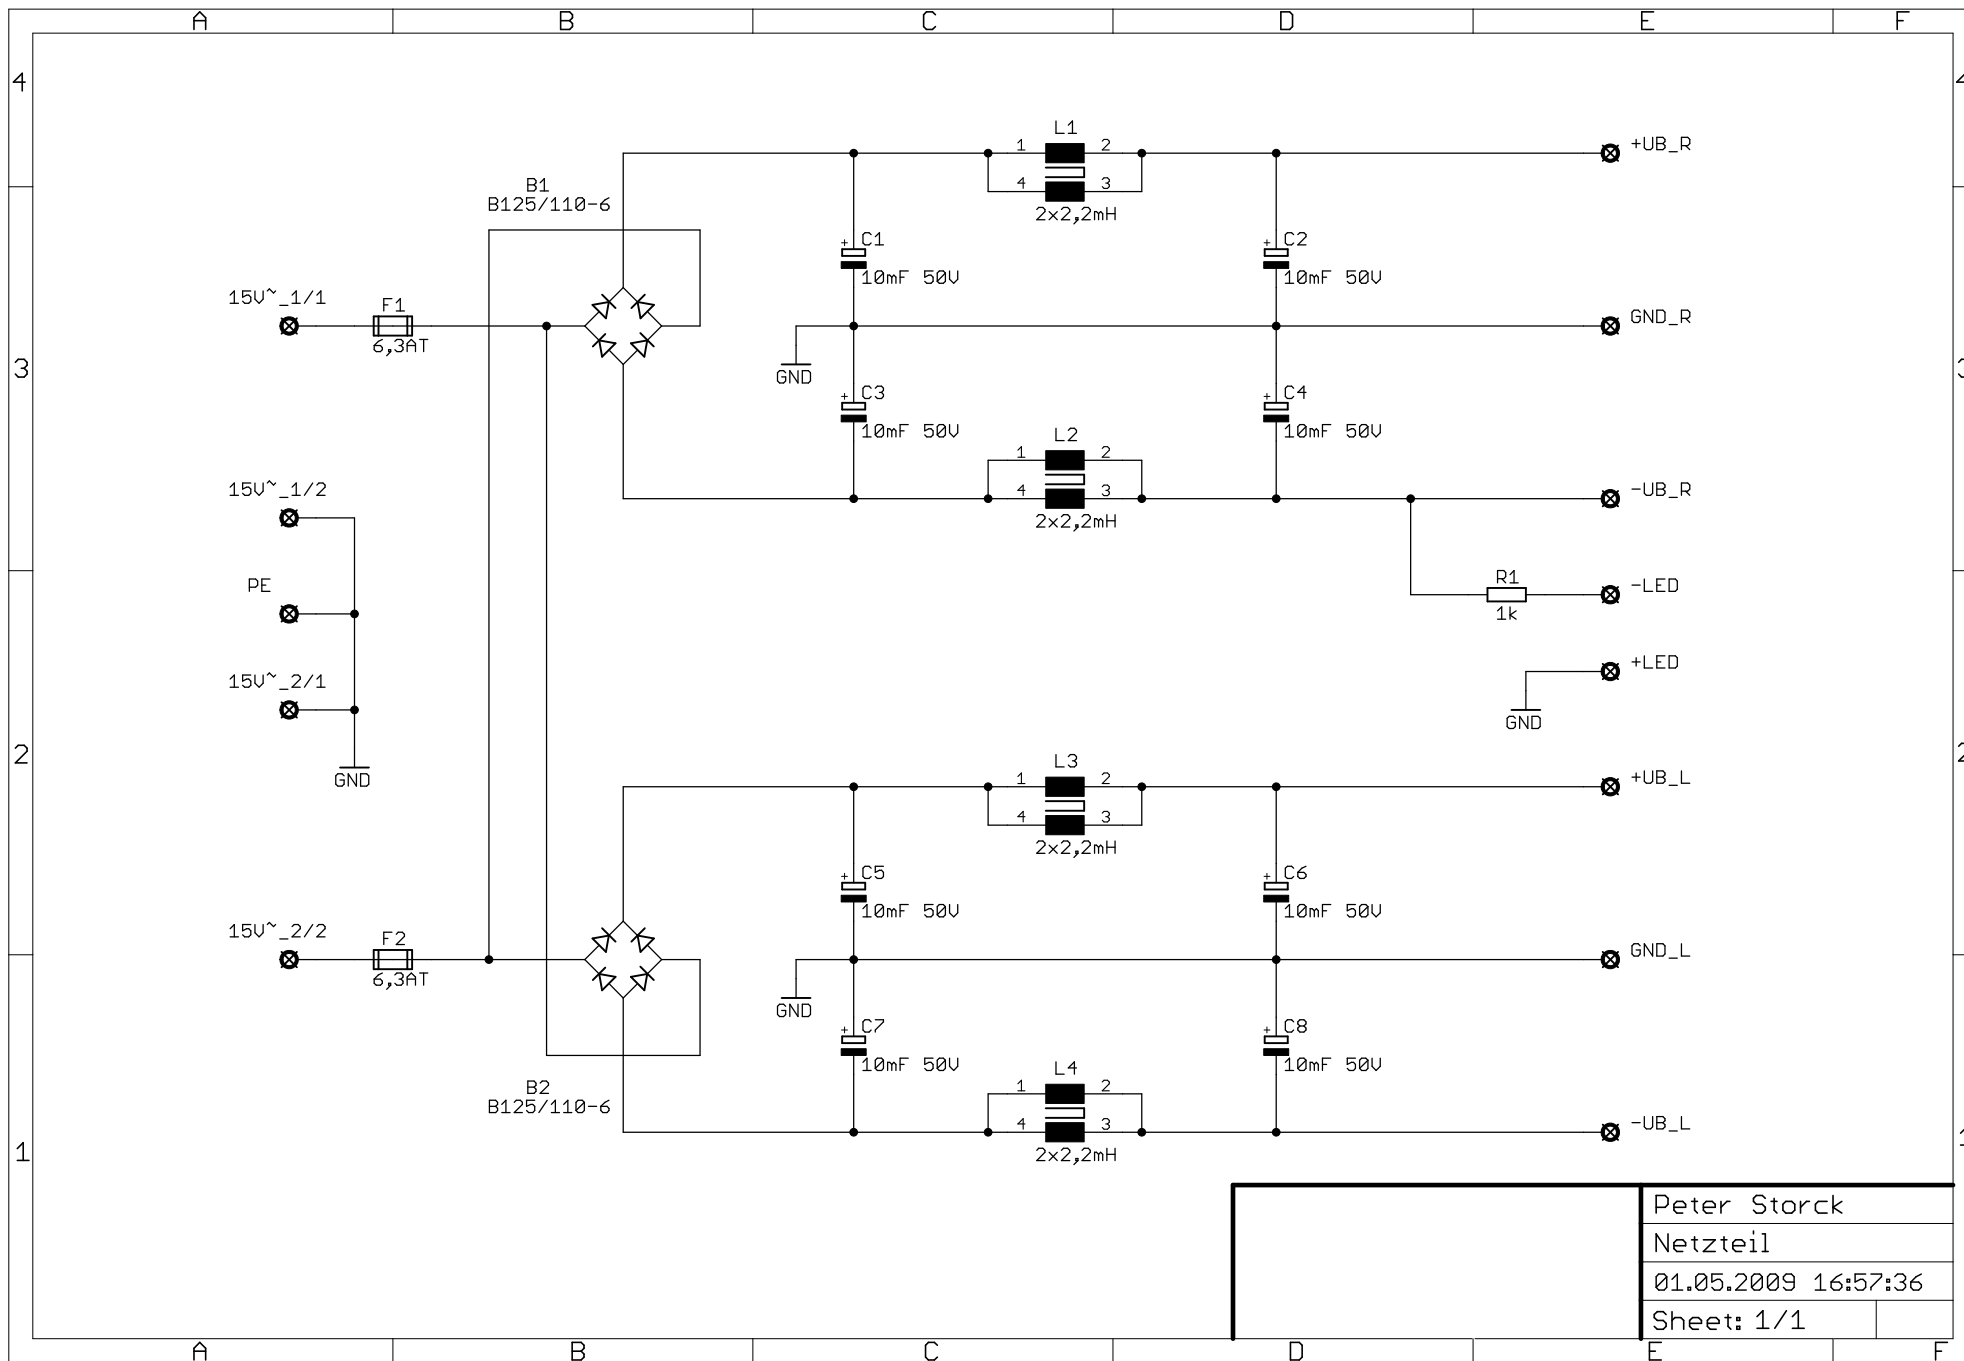 A B C D E F
4 4
L1
1 2
+UB_R
4 3
2x2,2mH
B1
B125/110-6
+ C1
10mF 50V
+ C2
10mF 50V
15V~_1/1
F1
6,3AT
GND_R
3 3
GND
+ C3
10mF 50V
+ C4
10mF 50V
L2
1 2
4 3
2x2,2mH
15V~_1/2
-UB_R
PE
R1
1k
-LED
+LED
15V~_2/1
GND
GND
2 2
L3
1 2
+UB_L
4 3
2x2,2mH
+ C5
10mF 50V
+ C6
10mF 50V
15V~_2/2
F2
6,3AT
GND_L
GND
+ C7
10mF 50V
+ C8
10mF 50V
B2
B125/110-6
L4
1 2
4 3
2x2,2mH
-UB_L
1 1
Peter Storck
Netzteil
01.05.2009 16:57:36
Sheet: 1/1
A B C D E F